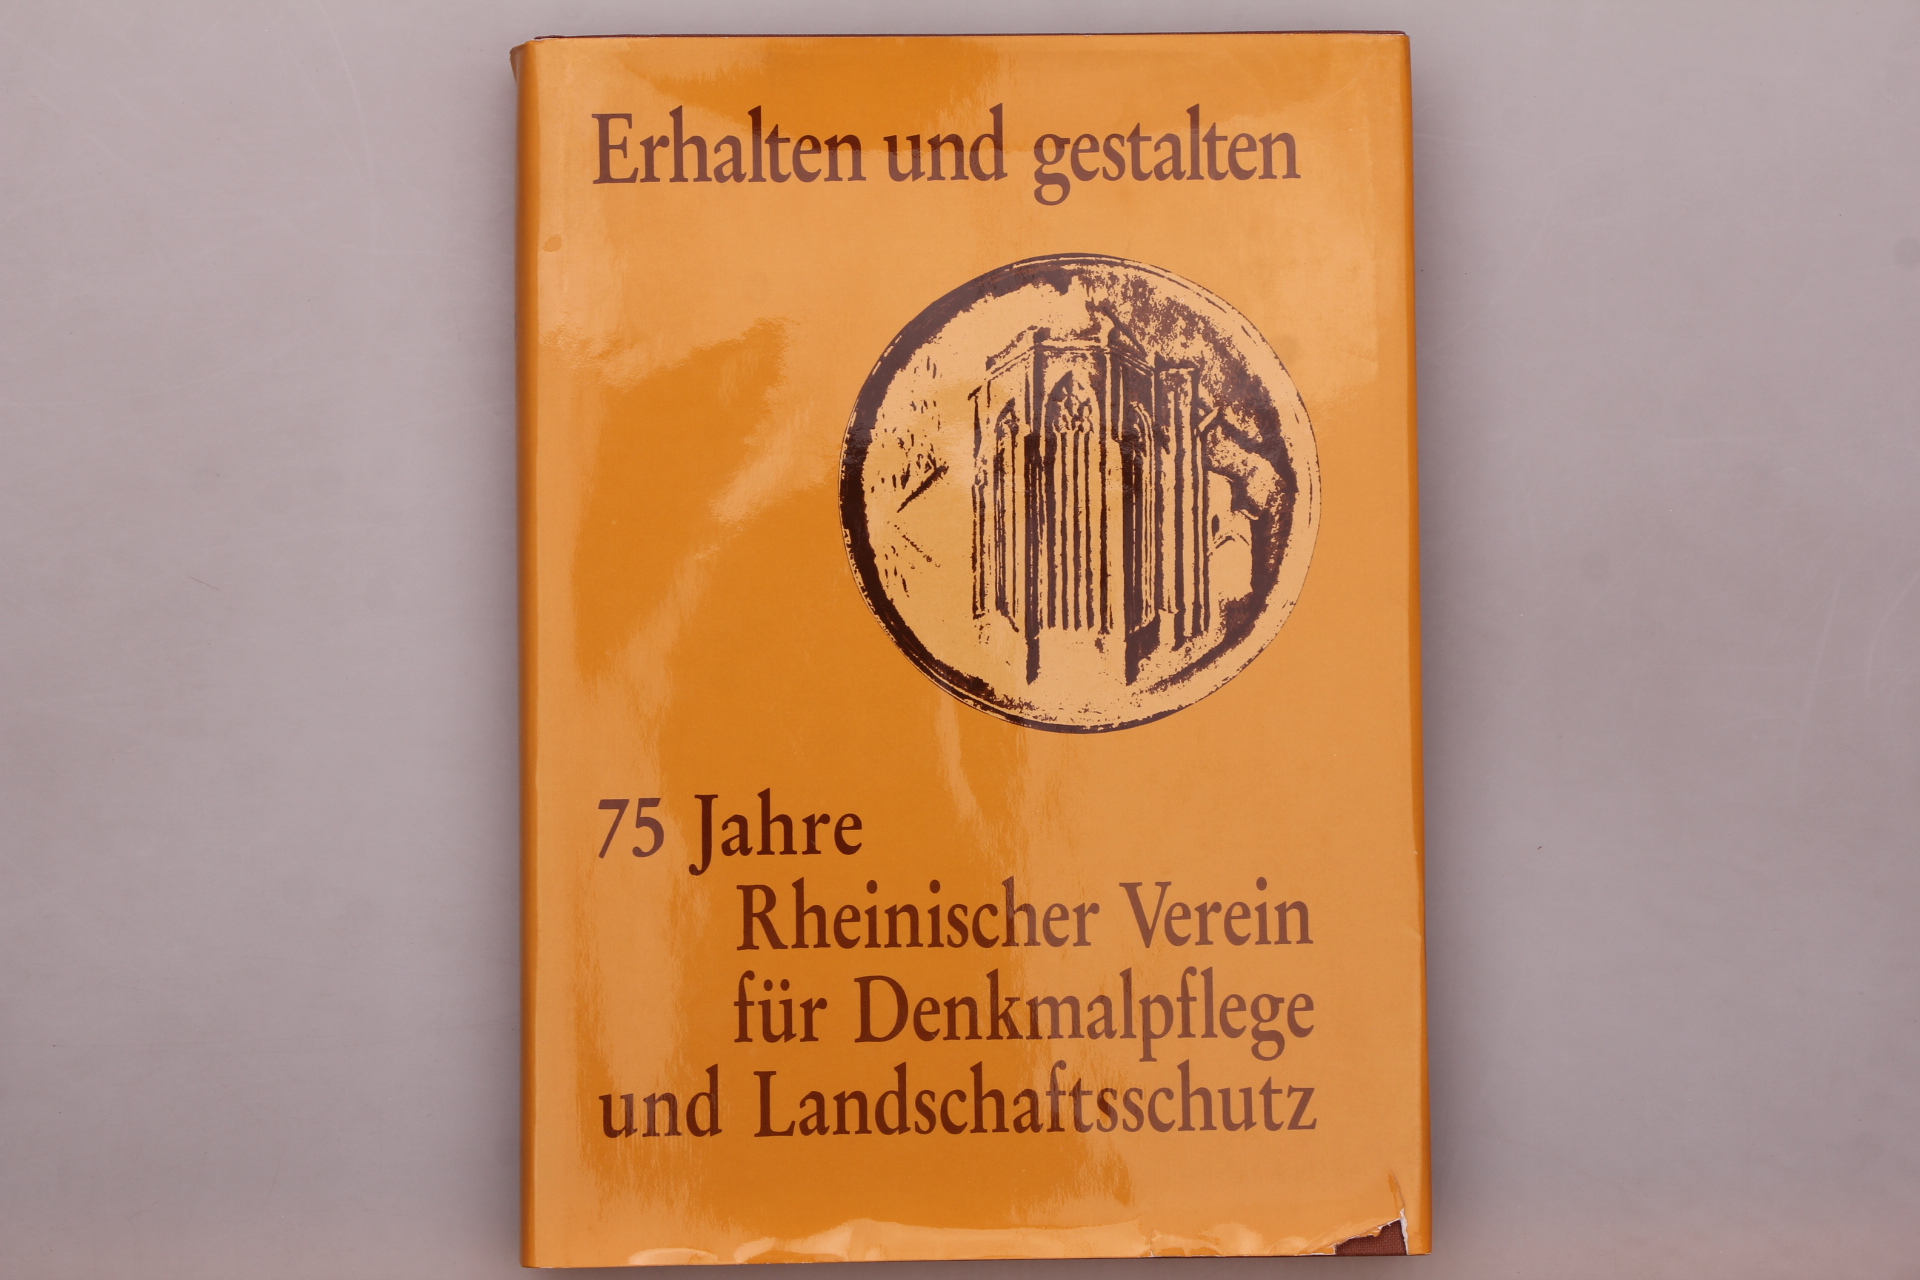 Erhalten und gestalten
75 Jahre
Rheinischer Verein
für Denkmalpflege
und Landschaftsschutz